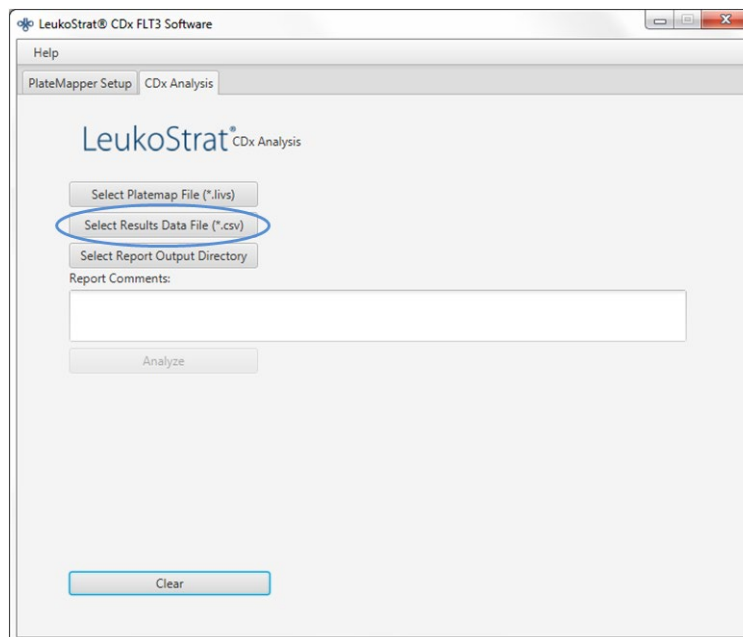 LeukoStrat® CDx FLT3 Software
Help
PlateMapper Setup CDx Analysis
LeukoStrat® CDx Analysis
Select Platemap File (*.livs)
Select Results Data File (*.csv)
Select Report Output Directory
Report Comments:
Analyze
Clear